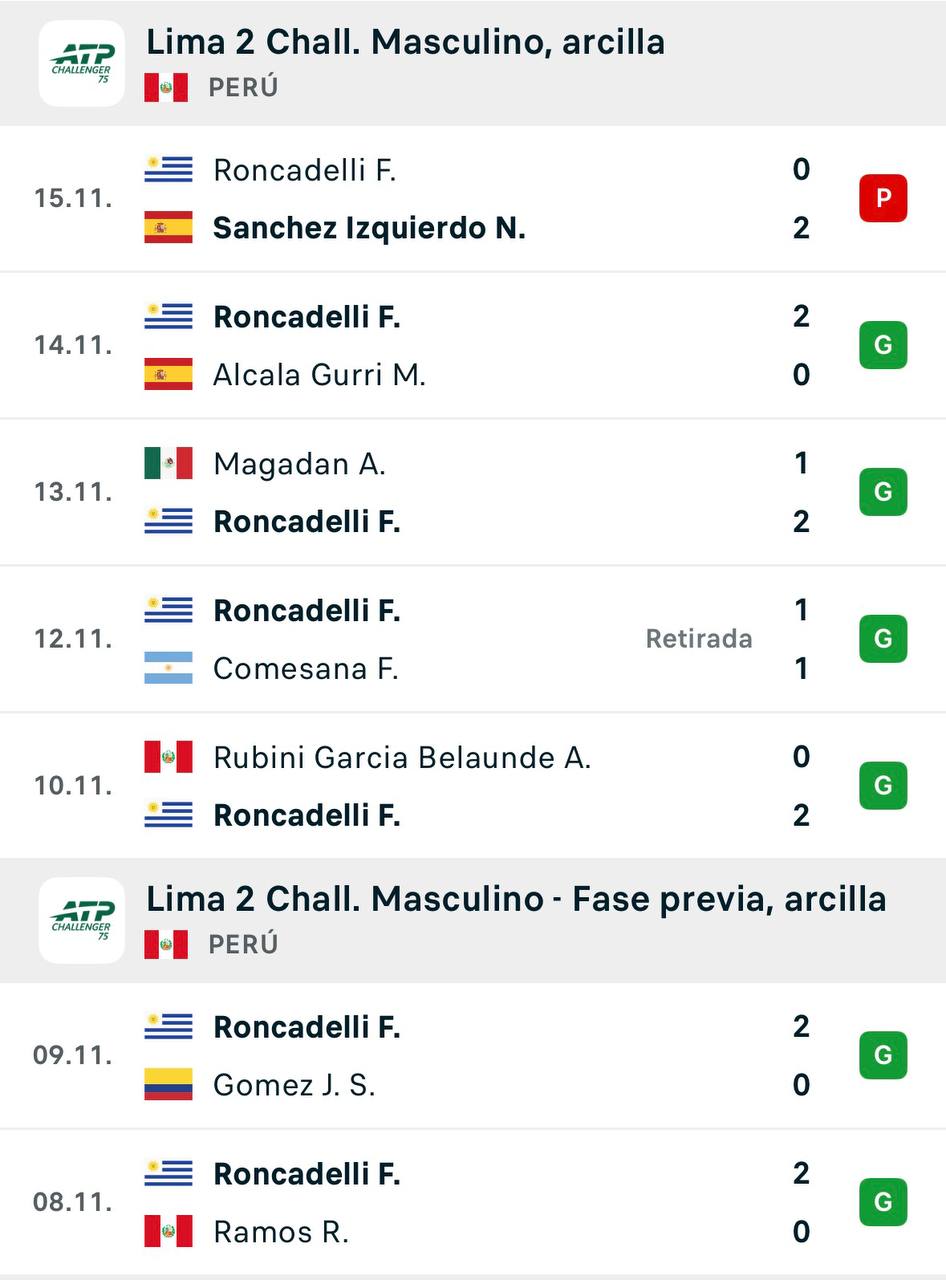 ATP
CHALLENGER
75
Lima 2 Chall. Masculino, arcilla
PERÚ
15.11.
Roncadelli F.
0
Sanchez Izquierdo N.
2
P
14.11.
Roncadelli F.
2
Alcala Gurri M.
0
G
13.11.
Magadan A.
1
Roncadelli F.
2
G
12.11.
Roncadelli F.
1
Retirada
Comesana F.
1
G
10.11.
Rubini Garcia Belaunde A.
0
Roncadelli F.
2
G
ATP
CHALLENGER
75
Lima 2 Chall. Masculino - Fase previa, arcilla
PERÚ
09.11.
Roncadelli F.
2
Gomez J. S.
0
G
08.11.
Roncadelli F.
2
Ramos R.
0
G